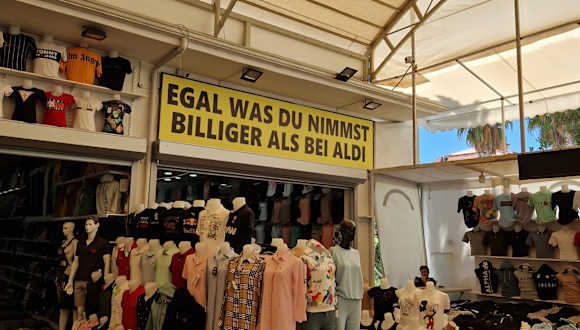 EGAL WAS DU NIMMST
BILLIGER ALS BEI ALDI